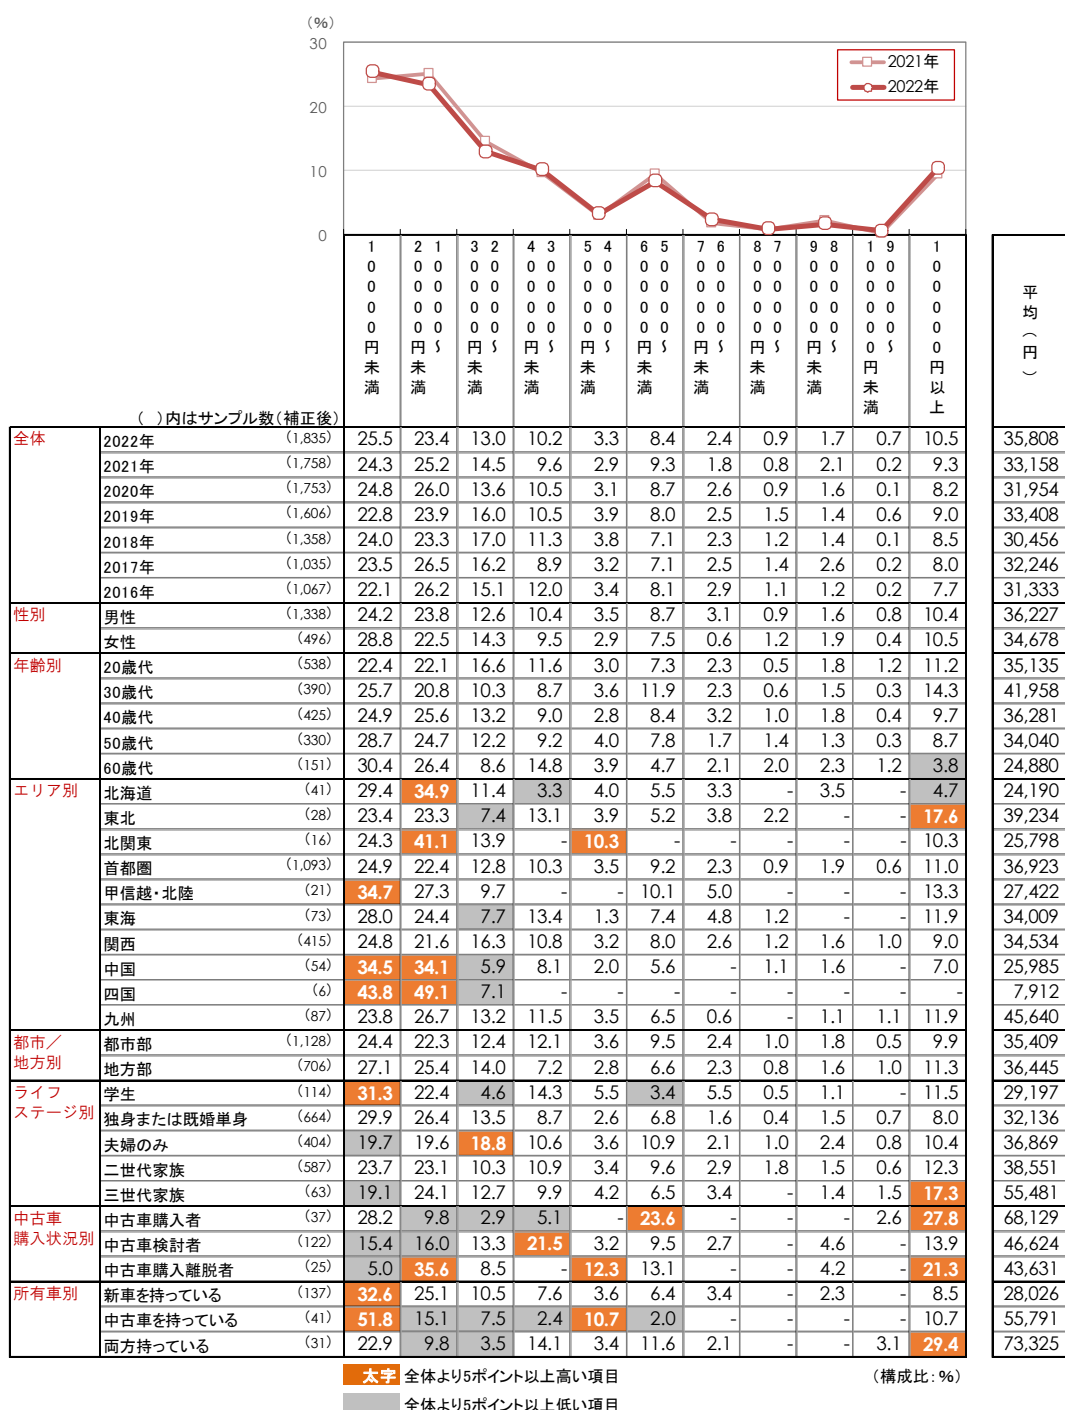 (%)
30
20
10
0
2021年
2022年
10000円未満
10000~20000円未満
20000~30000円未満
30000~40000円未満
40000~50000円未満
50000~60000円未満
60000~70000円未満
70000~80000円未満
80000~90000円未満
90000~100000円未満
100000円以上
平均(円)
( )内はサンプル数(補正後)
全体 2022年 (1,835) 25.5 23.4 13.0 10.2 3.3 8.4 2.4 0.9 1.7 0.7 10.5 35,808
2021年 (1,758) 24.3 25.2 14.5 9.6 2.9 9.3 1.8 0.8 2.1 0.2 9.3 33,158
2020年 (1,753) 24.8 26.0 13.6 10.5 3.1 8.7 2.6 0.9 1.6 0.1 8.2 31,954
2019年 (1,606) 22.8 23.9 16.0 10.5 3.9 8.0 2.5 1.5 1.4 0.6 9.0 33,408
2018年 (1,358) 24.0 23.3 17.0 11.3 3.8 7.1 2.3 1.2 1.4 0.1 8.5 30,456
2017年 (1,035) 23.5 26.5 16.2 8.9 3.2 7.1 2.5 1.4 2.6 0.2 8.0 32,246
2016年 (1,067) 22.1 26.2 15.1 12.0 3.4 8.1 2.9 1.1 1.2 0.2 7.7 31,333
性別 男性 (1,338) 24.2 23.8 12.6 10.4 3.5 8.7 3.1 0.9 1.6 0.8 10.4 36,227
女性 (496) 28.8 22.5 14.3 9.5 2.9 7.5 0.6 1.2 1.9 0.4 10.5 34,678
年齢別 20歳代 (538) 22.4 22.1 16.6 11.6 3.0 7.3 2.3 0.5 1.8 1.2 11.2 35,135
30歳代 (390) 25.7 20.8 10.3 8.7 3.6 11.9 2.3 0.6 1.5 0.3 14.3 41,958
40歳代 (425) 24.9 25.6 13.2 9.0 2.8 8.4 3.2 1.0 1.8 0.4 9.7 36,281
50歳代 (330) 28.7 24.7 12.2 9.2 4.0 7.8 1.7 1.4 1.3 0.3 8.7 34,040
60歳代 (151) 30.4 26.4 8.6 14.8 3.9 4.7 2.1 2.0 2.3 1.2 3.8 24,880
エリア別 北海道 (41) 29.4 34.9 11.4 3.3 4.0 5.5 3.3 - 3.5 - 4.7 24,190
東北 (28) 23.4 23.3 7.4 13.1 3.9 5.2 3.8 2.2 - - 17.6 39,234
北関東 (16) 24.3 41.1 13.9 - 10.3 - - - - - 10.3 25,798
首都圏 (1,093) 24.9 22.4 12.8 10.3 3.5 9.2 2.3 0.9 1.9 0.6 11.0 36,923
甲信越・北陸 (21) 34.7 27.3 9.7 - - 10.1 5.0 - - - 13.3 27,422
東海 (73) 28.0 24.4 7.7 13.4 1.3 7.4 4.8 1.2 - - 11.9 34,009
関西 (415) 24.8 21.6 16.3 10.8 3.2 8.0 2.6 1.2 1.6 1.0 9.0 34,534
中国 (54) 34.5 34.1 5.9 8.1 2.0 5.6 - 1.1 1.6 - 7.0 25,985
四国 (6) 43.8 49.1 7.1 - - - - - - - - 7,912
九州 (87) 23.8 26.7 13.2 11.5 3.5 6.5 0.6 - 1.1 1.1 11.9 45,640
都市/地方別 都市部 (1,128) 24.4 22.3 12.4 12.1 3.6 9.5 2.4 1.0 1.8 0.5 9.9 35,409
地方部 (706) 27.1 25.4 14.0 7.2 2.8 6.6 2.3 0.8 1.6 1.0 11.3 36,445
ライフステージ別 学生 (114) 31.3 22.4 4.6 14.3 5.5 3.4 5.5 0.5 1.1 - 11.5 29,197
独身または既婚単身 (664) 29.9 26.4 13.5 8.7 2.6 6.8 1.6 0.4 1.5 0.7 8.0 32,136
夫婦のみ (404) 19.7 19.6 18.8 10.6 3.6 10.9 2.1 1.0 2.4 0.8 10.4 36,869
二世代家族 (587) 23.7 23.1 10.3 10.9 3.4 9.6 2.9 1.8 1.5 0.6 12.3 38,551
三世代家族 (63) 19.1 24.1 12.7 9.9 4.2 6.5 3.4 - 1.4 1.5 17.3 55,481
中古車購入状況別 中古車購入者 (37) 28.2 9.8 2.9 5.1 - 23.6 - - - 2.6 27.8 68,129
中古車検討者 (122) 15.4 16.0 13.3 21.5 3.2 9.5 2.7 - 4.6 - 13.9 46,624
中古車購入離脱者 (25) 5.0 35.6 8.5 - 12.3 13.1 - - 4.2 - 21.3 43,631
所有車別 新車を持っている (137) 32.6 25.1 10.5 7.6 3.6 6.4 3.4 - 2.3 - 8.5 28,026
中古車を持っている (41) 51.8 15.1 7.5 2.4 10.7 2.0 - - - - 10.7 55,791
両方持っている (31) 22.9 9.8 3.5 14.1 3.4 11.6 2.1 - - 3.1 29.4 73,325
太字 全体より5ポイント以上高い項目 (構成比:%)
全体より5ポイント以上低い項目